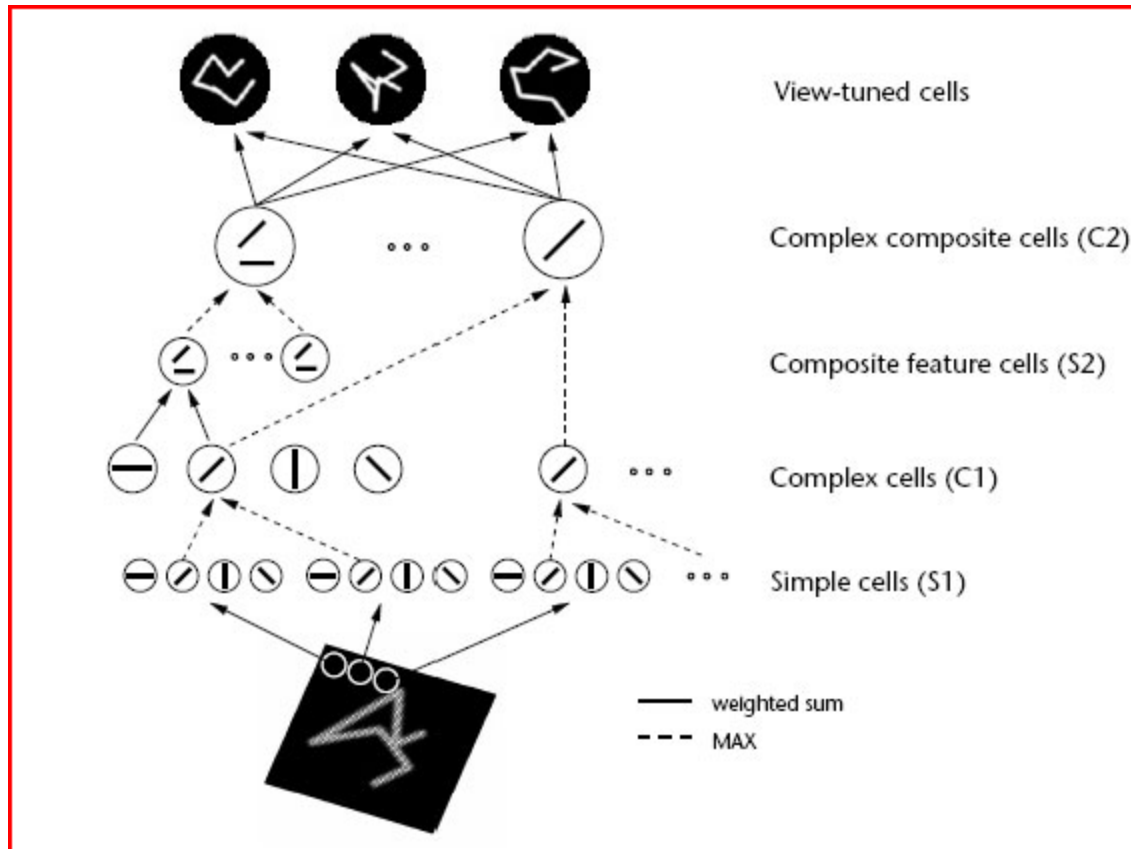 View-tuned cells
Complex composite cells (C2)
Composite feature cells (S2)
Complex cells (C1)
Simple cells (S1)
weighted sum
MAX